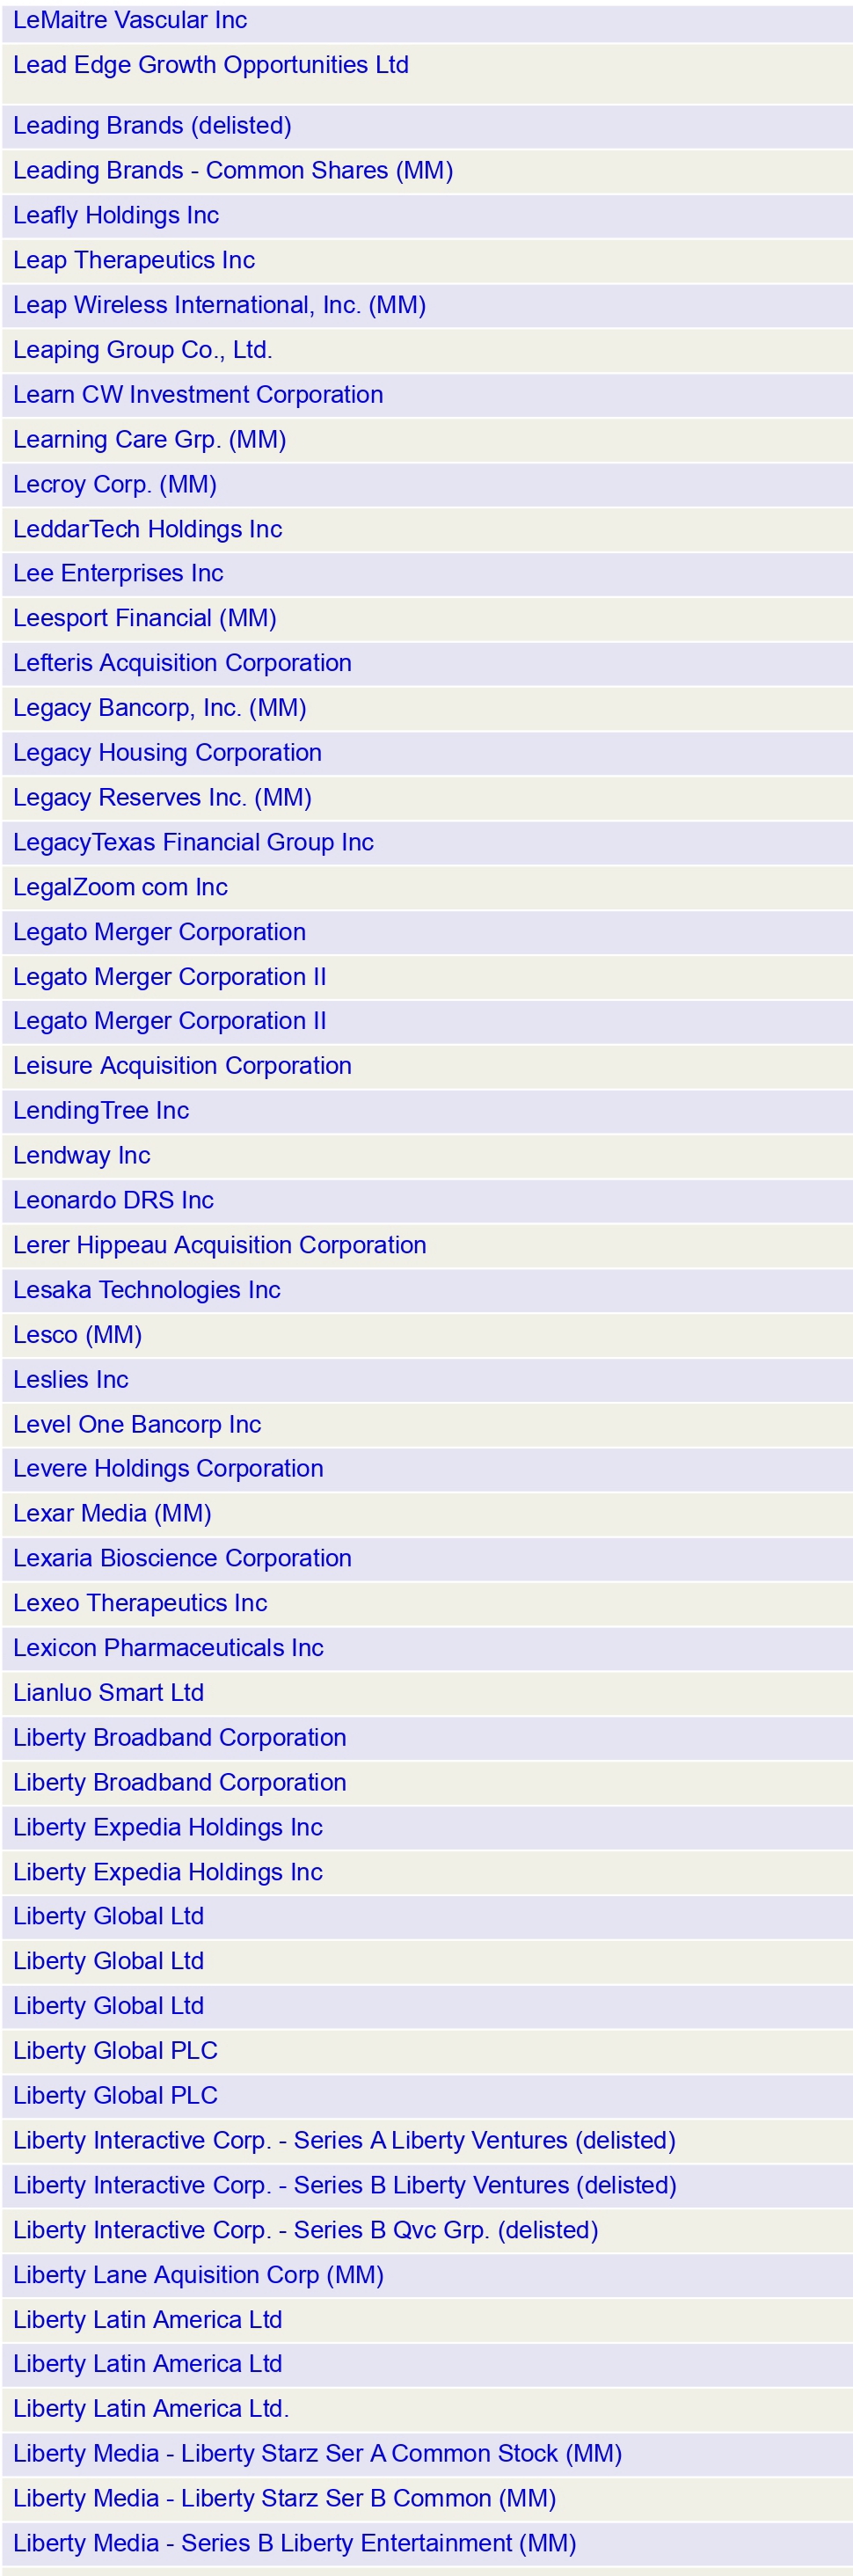 LeMaitre Vascular Inc
Lead Edge Growth Opportunities Ltd
Leading Brands (delisted)
Leading Brands - Common Shares (MM)
Leafly Holdings Inc
Leap Therapeutics Inc
Leap Wireless International, Inc. (MM)
Leaping Group Co., Ltd.
Learn CW Investment Corporation
Learning Care Grp. (MM)
Lecroy Corp. (MM)
LeddarTech Holdings Inc
Lee Enterprises Inc
Leesport Financial (MM)
Lefteris Acquisition Corporation
Legacy Bancorp, Inc. (MM)
Legacy Housing Corporation
Legacy Reserves Inc. (MM)
LegacyTexas Financial Group Inc
LegalZoom com Inc
Legato Merger Corporation
Legato Merger Corporation II
Legato Merger Corporation II
Leisure Acquisition Corporation
LendingTree Inc
Lendway Inc
Leonardo DRS Inc
Lerer Hippeau Acquisition Corporation
Lesaka Technologies Inc
Lesco (MM)
Leslies Inc
Level One Bancorp Inc
Levere Holdings Corporation
Lexar Media (MM)
Lexaria Bioscience Corporation
Lexeo Therapeutics Inc
Lexicon Pharmaceuticals Inc
Lianluo Smart Ltd
Liberty Broadband Corporation
Liberty Broadband Corporation
Liberty Expedia Holdings Inc
Liberty Expedia Holdings Inc
Liberty Global Ltd
Liberty Global Ltd
Liberty Global Ltd
Liberty Global PLC
Liberty Global PLC
Liberty Interactive Corp. - Series A Liberty Ventures (delisted)
Liberty Interactive Corp. - Series B Liberty Ventures (delisted)
Liberty Interactive Corp. - Series B Qvc Grp. (delisted)
Liberty Lane Aquisition Corp (MM)
Liberty Latin America Ltd
Liberty Latin America Ltd
Liberty Latin America Ltd.
Liberty Media - Liberty Starz Ser A Common Stock (MM)
Liberty Media - Liberty Starz Ser B Common (MM)
Liberty Media - Series B Liberty Entertainment (MM)